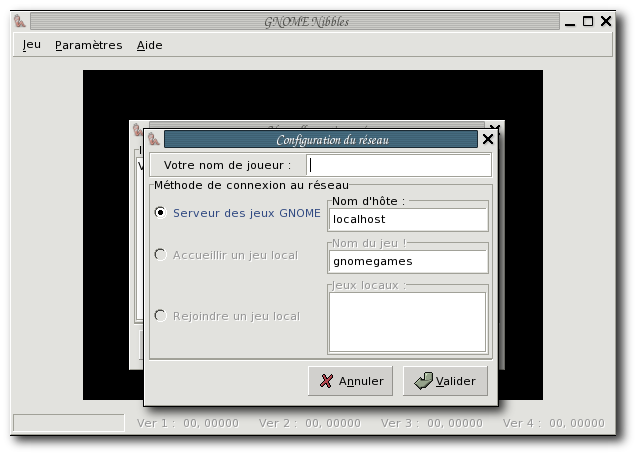 GNOME Nibbles
Jeu Paramètres Aide
Configuration du réseau
Votre nom de joueur :
Méthode de connexion au réseau
Serveur des jeux GNOME
Nom d'hôte :
localhost
Accueillir un jeu local
Nom du jeu !
gnomegames
Rejoindre un jeu local
Jeux locaux :
Annuler Valider
Ver 1 : 00, 00000 Ver 2 : 00, 00000 Ver 3 : 00, 00000 Ver 4 : 00, 00000